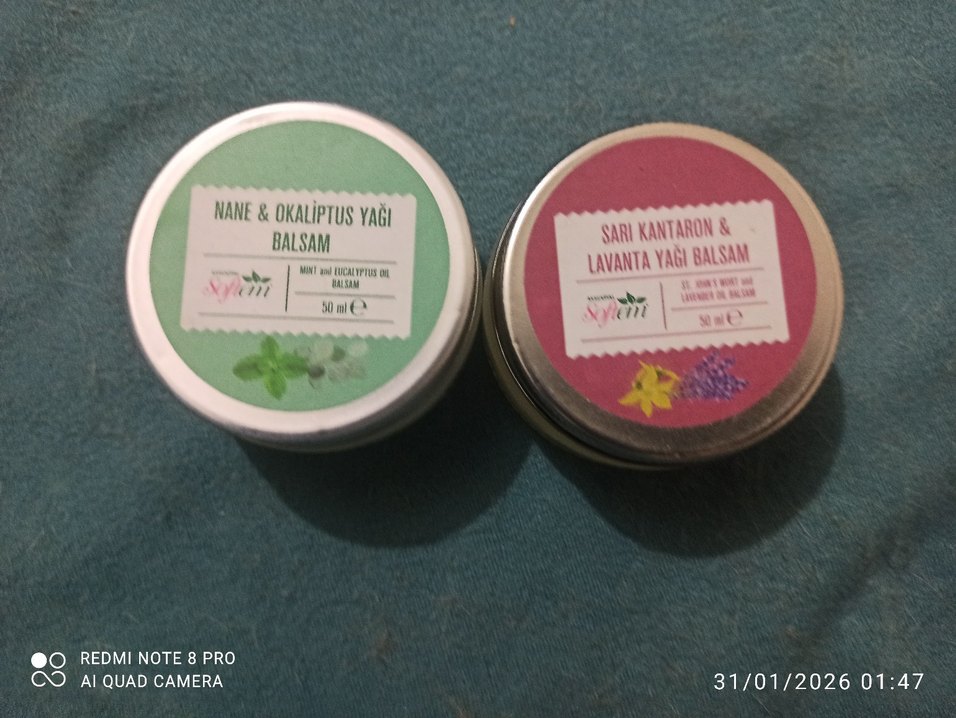 NANE & OKALİPTUS YAĞI
BALSAM
Softem
MINT and EUCALYPTUS OIL
BALSAM
50 ml e
SARI KANTARON &
LAVANTA YAĞI BALSAM
Softem
ST. JOHN'S WORT and
LAVENDER OIL BALSAM
50 ml e
REDMI NOTE 8 PRO
AI QUAD CAMERA
31/01/2026 01:47